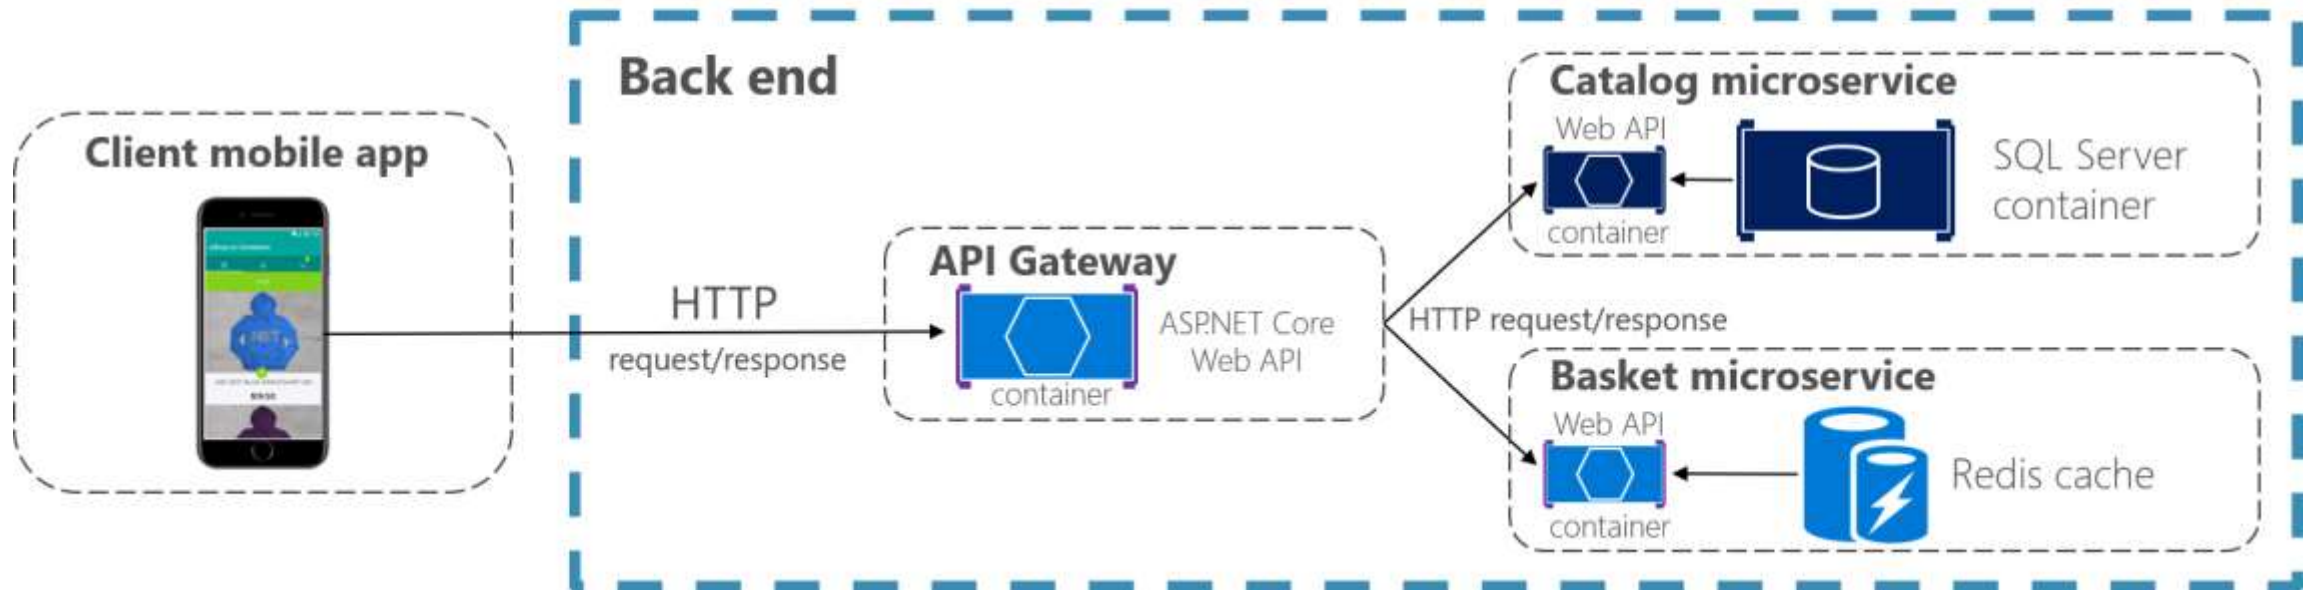 Back end
Client mobile app
HTTP
request/response
API Gateway
ASP.NET Core
Web API
container
HTTP request/response
Catalog microservice
Web API
container
SQL Server
container
Basket microservice
Web API
container
Redis cache